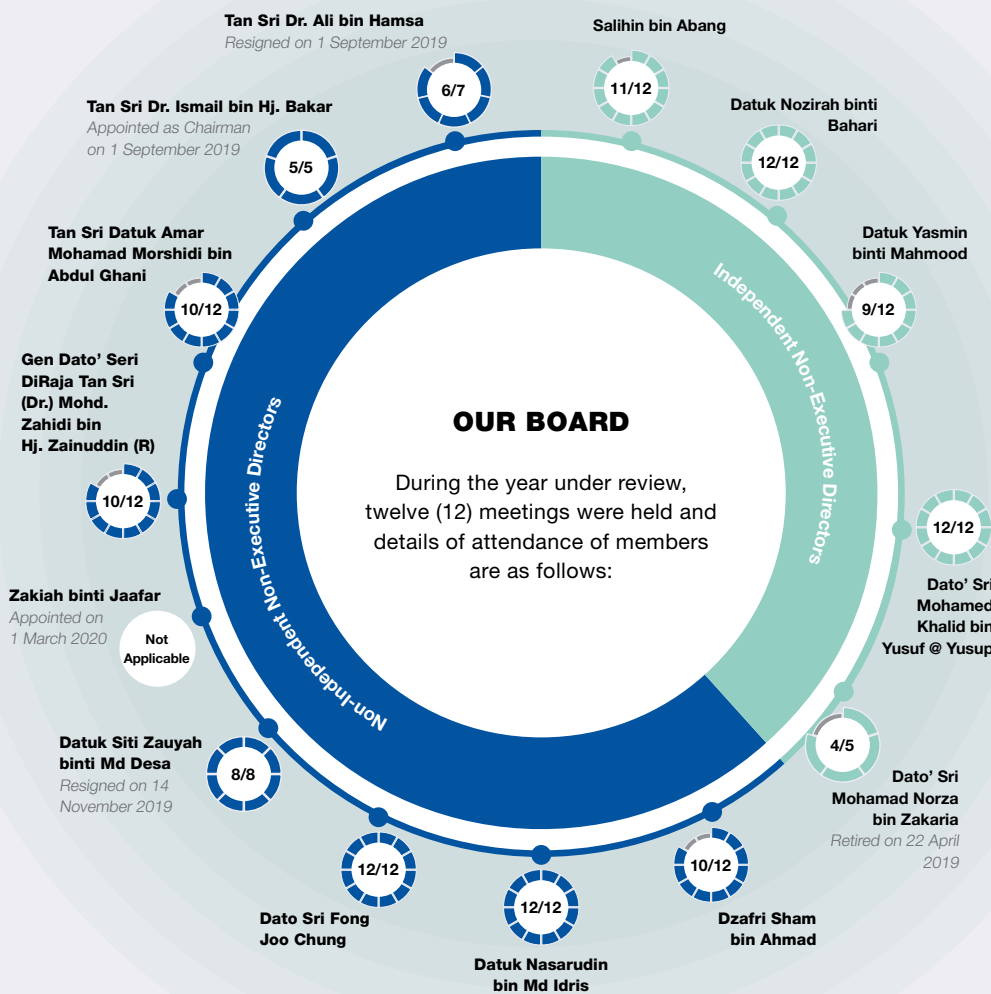 Tan Sri Dr. Ali bin Hamsa
Resigned on 1 September 2019
6/7
Salihin bin Abang
11/12
Tan Sri Dr. Ismail bin Hj. Bakar
Appointed as Chairman
on 1 September 2019
5/5
Datuk Nozirah binti
Bahari
12/12
Tan Sri Datuk Amar
Mohamad Morshidi bin
Abdul Ghani
10/12
Datuk Yasmin
binti Mahmood
9/12
Gen Dato’ Seri
DiRaja Tan Sri
(Dr.) Mohd.
Zahidi bin
Hj. Zainuddin (R)
10/12
Independent Non-Executive Directors
Non-Independent Non-Executive Directors
OUR BOARD
During the year under review,
twelve (12) meetings were held and
details of attendance of members
are as follows:
12/12
Dato’ Sri
Mohamed
Khalid bin
Yusuf @ Yusup
Zakiah binti Jaafar
Appointed on
1 March 2020
Not
Applicable
Datuk Siti Zauyah
binti Md Desa
Resigned on 14
November 2019
8/8
4/5
Dato’ Sri
Mohamad Norza
bin Zakaria
Retired on 22 April
2019
12/12
Dato Sri Fong
Joo Chung
12/12
Datuk Nasarudin
bin Md Idris
10/12
Dzafri Sham
bin Ahmad